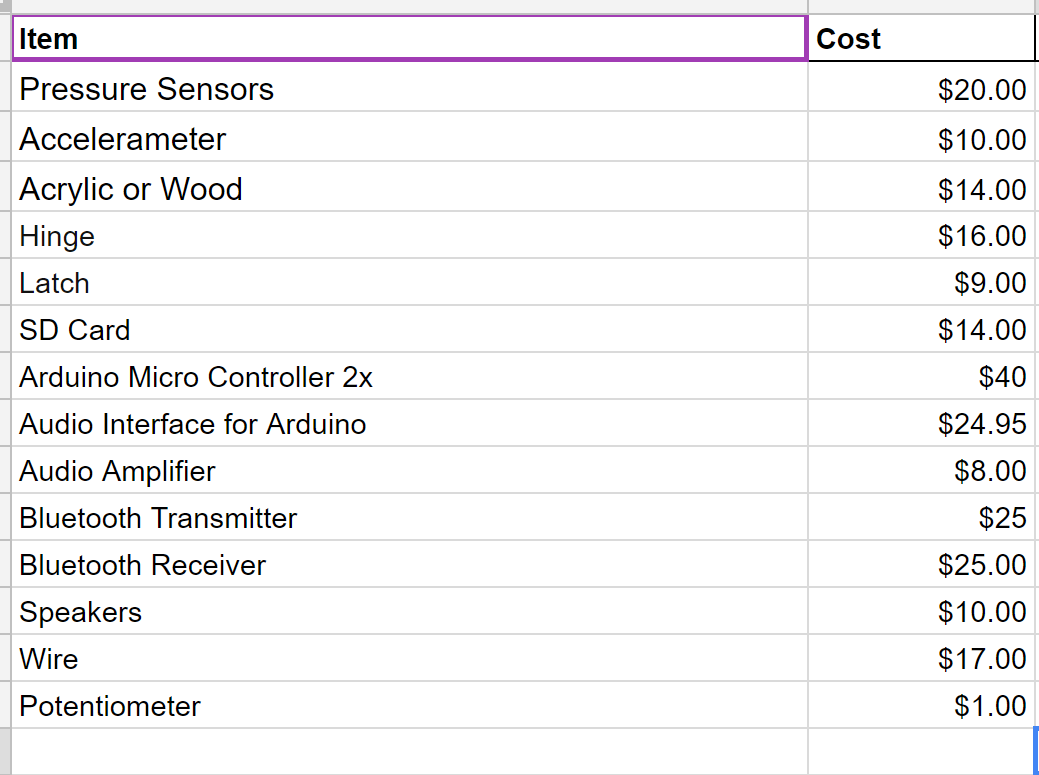 Item Cost
Pressure Sensors $20.00
Accelerameter $10.00
Acrylic or Wood $14.00
Hinge $16.00
Latch $9.00
SD Card $14.00
Arduino Micro Controller 2x $40
Audio Interface for Arduino $24.95
Audio Amplifier $8.00
Bluetooth Transmitter $25
Bluetooth Receiver $25.00
Speakers $10.00
Wire $17.00
Potentiometer $1.00